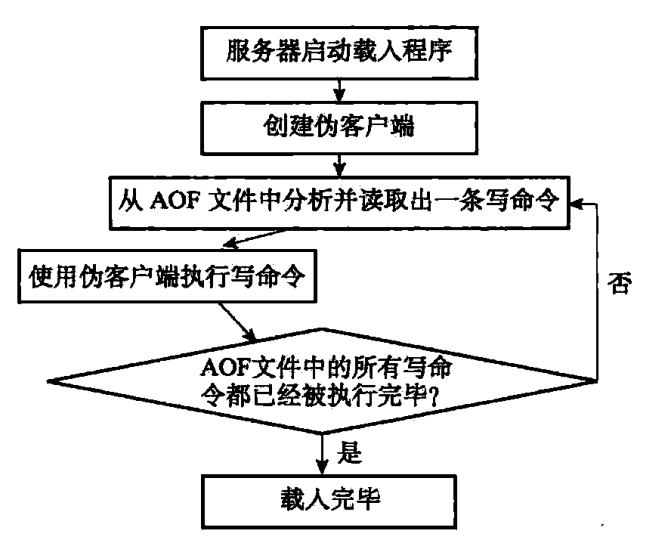 服务器启动载入程序
创建伪客户端
从 AOF 文件中分析并读取出一条写命令
使用伪客户端执行写命令
否
AOF文件中的所有写命
令都已经被执行完毕?
是
载入完毕